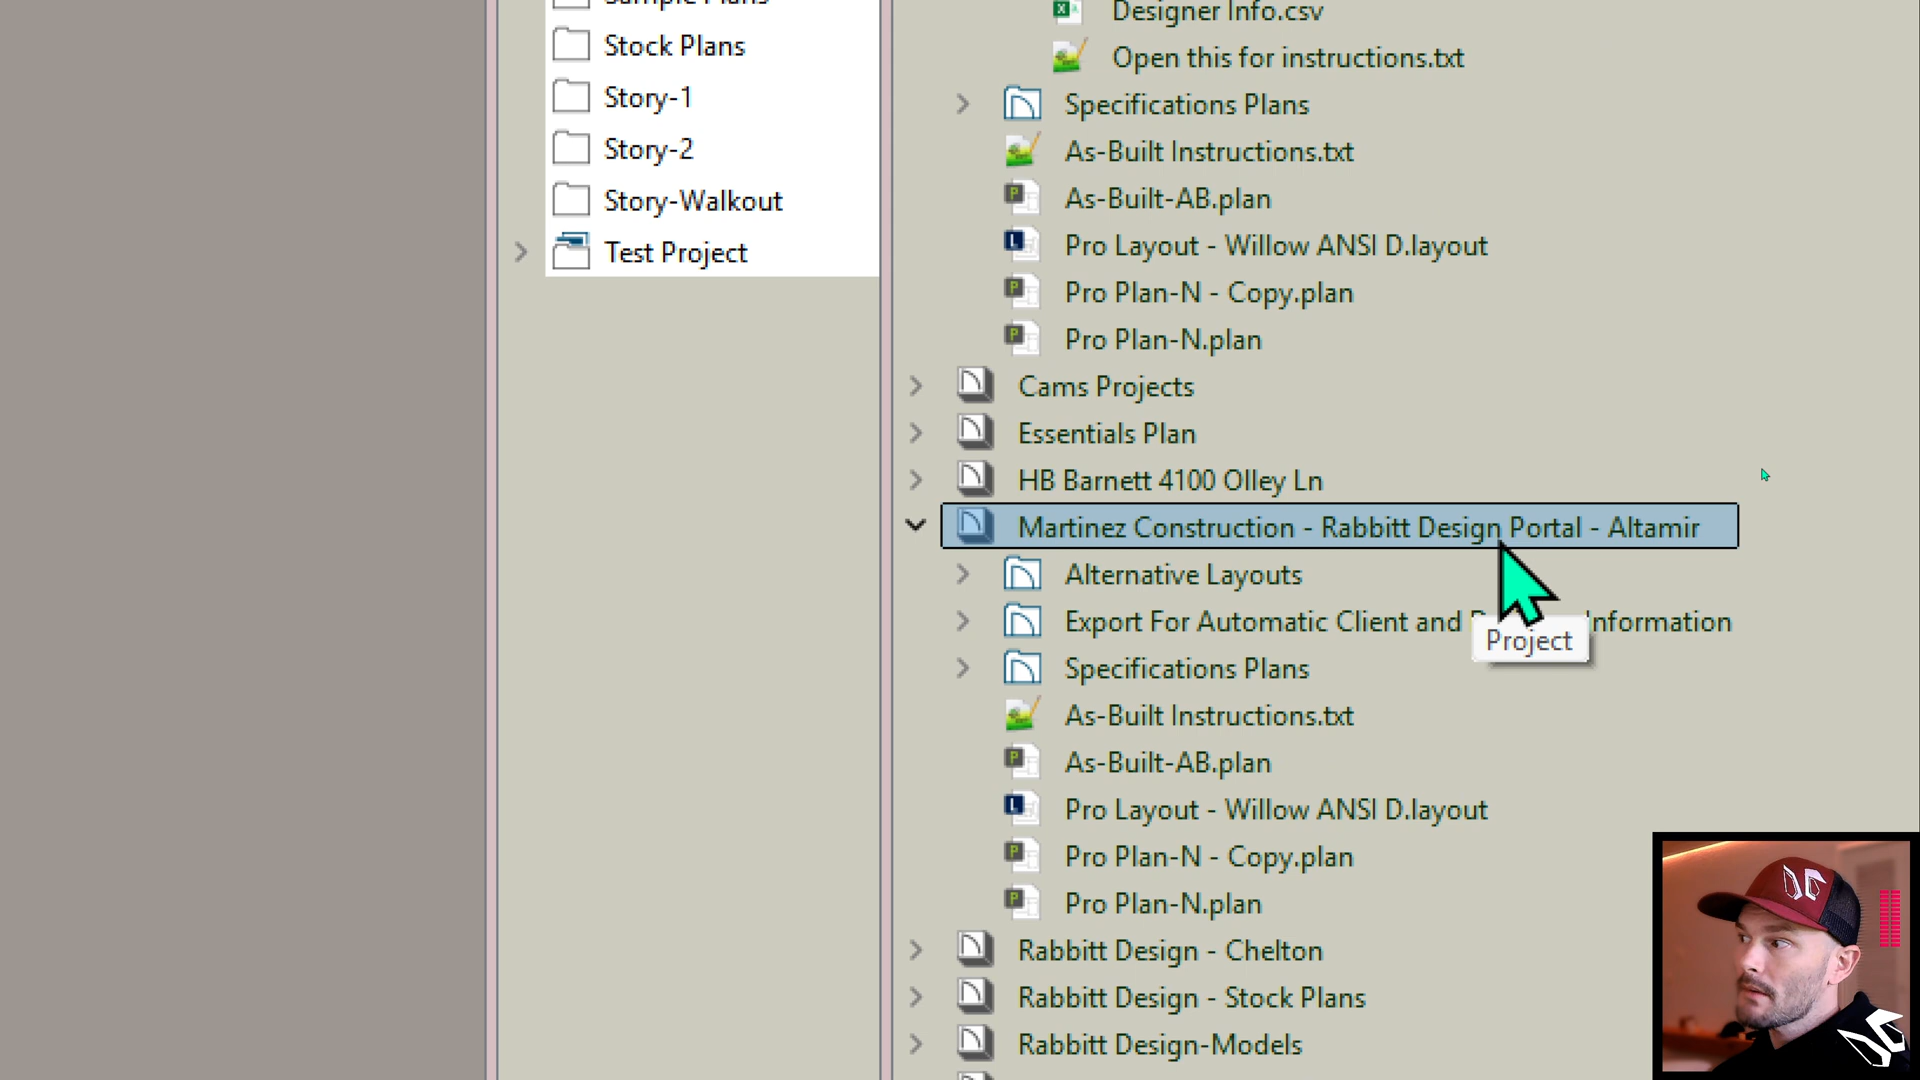 Sample Plans
Stock Plans
Story-1
Story-2
Story-Walkout
Test Project
Designer Info.csv
Open this for instructions.txt
Specifications Plans
As-Built Instructions.txt
As-Built-AB.plan
Pro Layout - Willow ANSI D.layout
Pro Plan-N - Copy.plan
Pro Plan-N.plan
Cams Projects
Essentials Plan
HB Barnett 4100 Olley Ln
Martinez Construction - Rabbitt Design Portal - Altamir
Alternative Layouts
Export For Automatic Client and nformation
Project
Specifications Plans
As-Built Instructions.txt
As-Built-AB.plan
Pro Layout - Willow ANSI D.layout
Pro Plan-N - Copy.plan
Pro Plan-N.plan
Rabbitt Design - Chelton
Rabbitt Design - Stock Plans
Rabbitt Design-Models